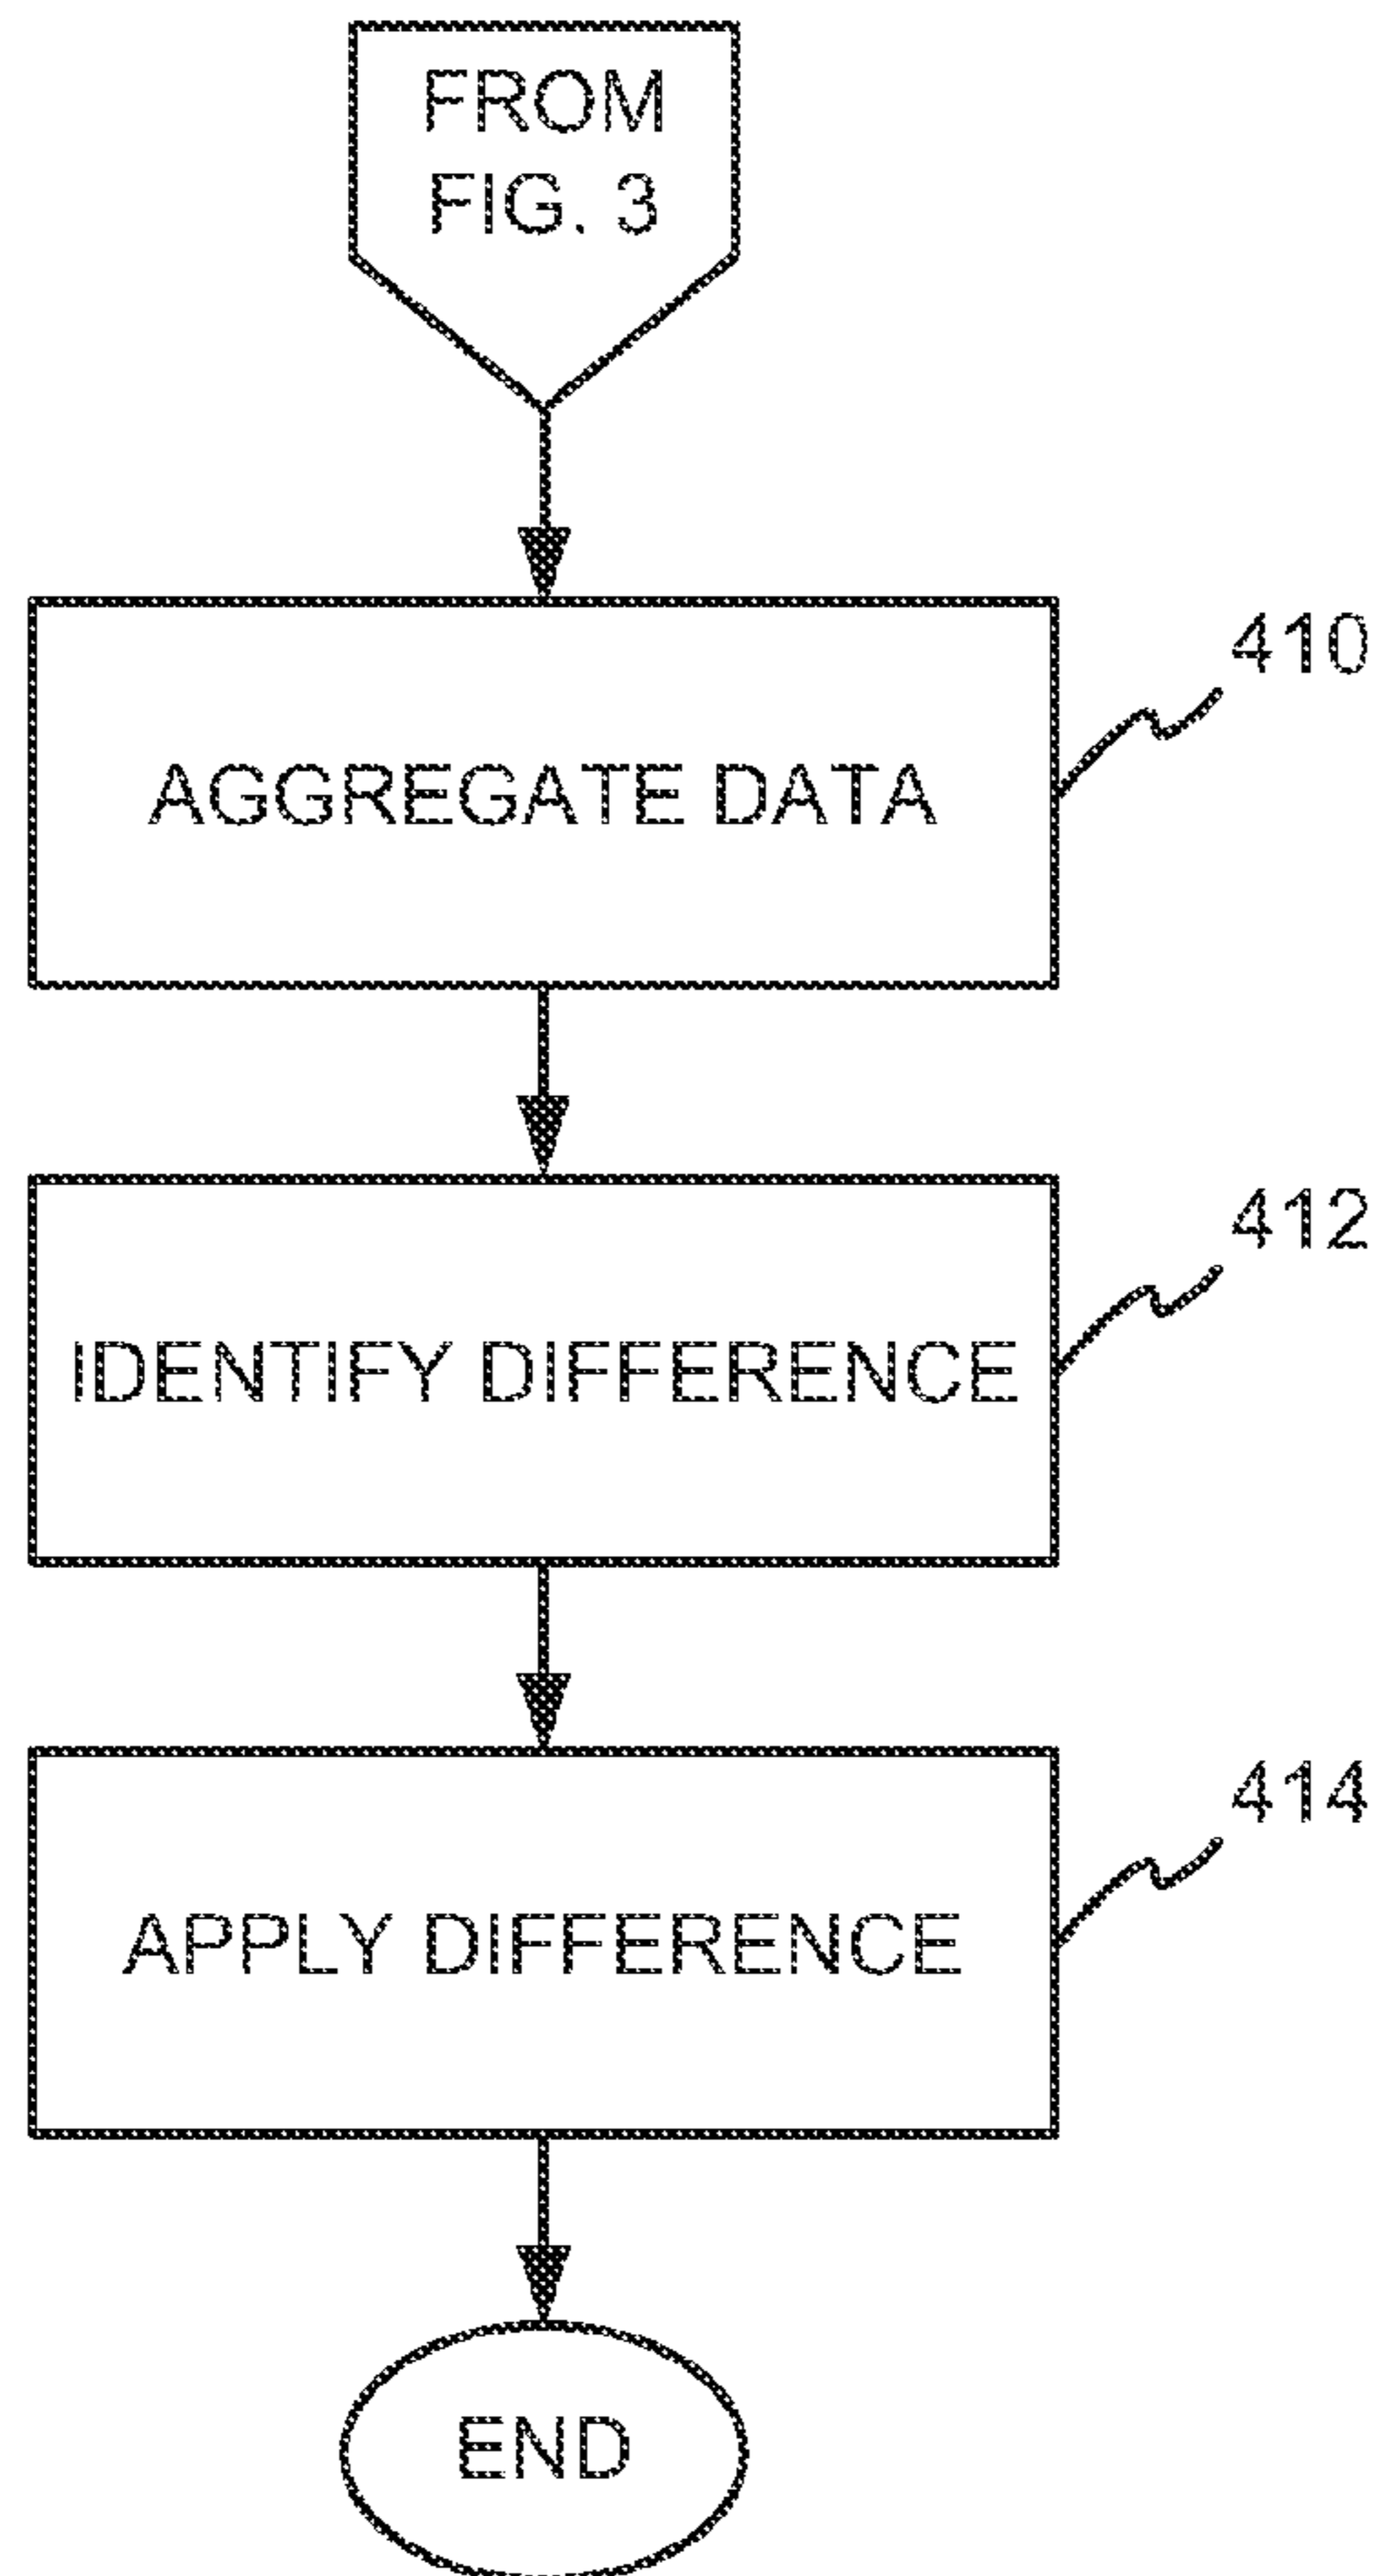 FROM
FIG. 3
410
AGGREGATE DATA
412
IDENTIFY DIFFERENCE
414
APPLY DIFFERENCE
END